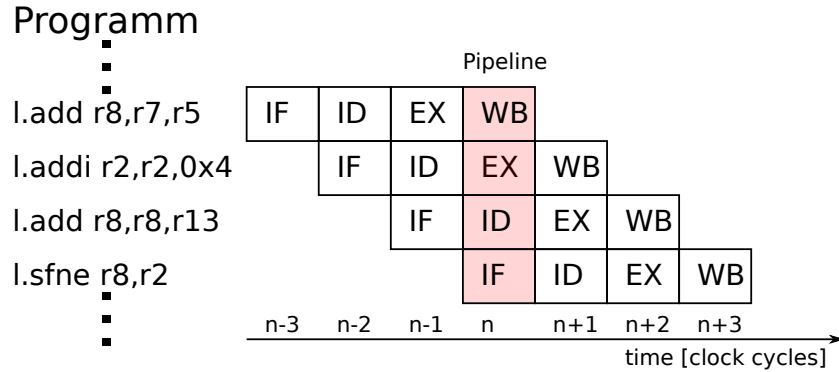 Programm
Pipeline
l.add r8,r7,r5 IF ID EX WB
l.addi r2,r2,0x4 IF ID EX WB
l.add r8,r8,r13 IF ID EX WB
l.sfne r8,r2 IF ID EX WB
n-3 n-2 n-1 n n+1 n+2 n+3
time [clock cycles]